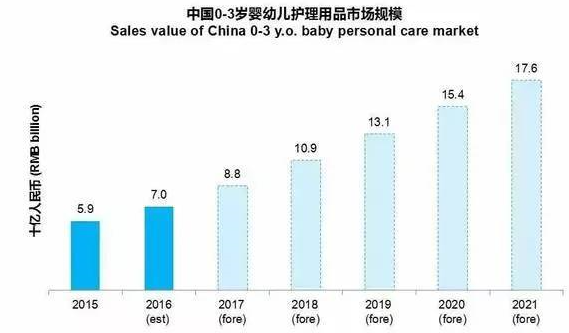 中国0-3岁婴幼儿护理用品市场规模
Sales value of China 0-3 y.o. baby personal care market
十亿人民币 (RMB billion)
5.9
7.0
8.8
10.9
13.1
15.4
17.6
2015
2016
(est)
2017
(fore)
2018
(fore)
2019
(fore)
2020
(fore)
2021
(fore)